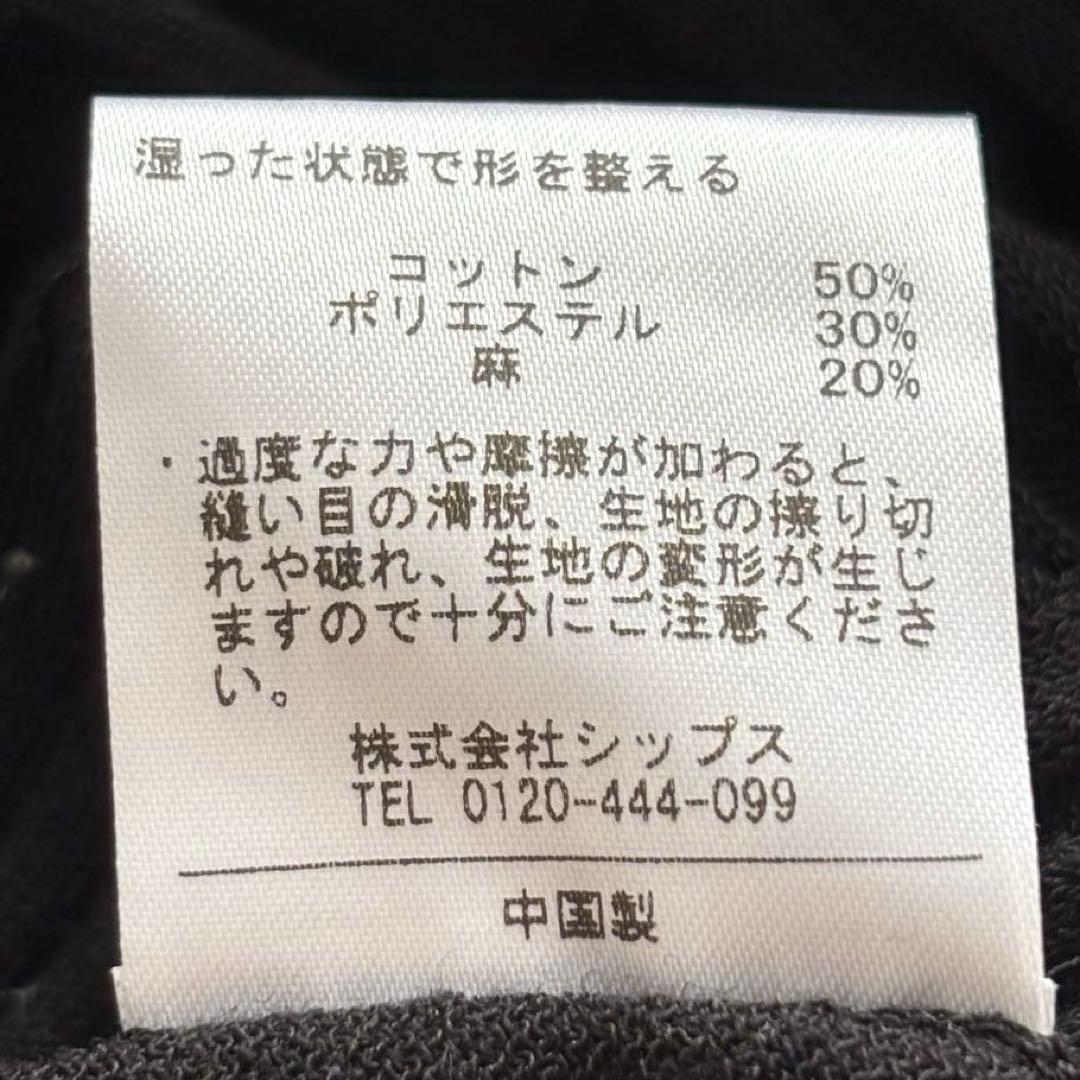 湿った状態で形を整える
コットン 50%
ポリエステル 30%
麻 20%
・過度な力や摩擦が加わると、
縫い目の滑脱、生地の擦り切
れや破れ、生地の変形が生じ
ますので十分にご注意くださ
い。
株式会社シップス
TEL 0120-444-099
中国製